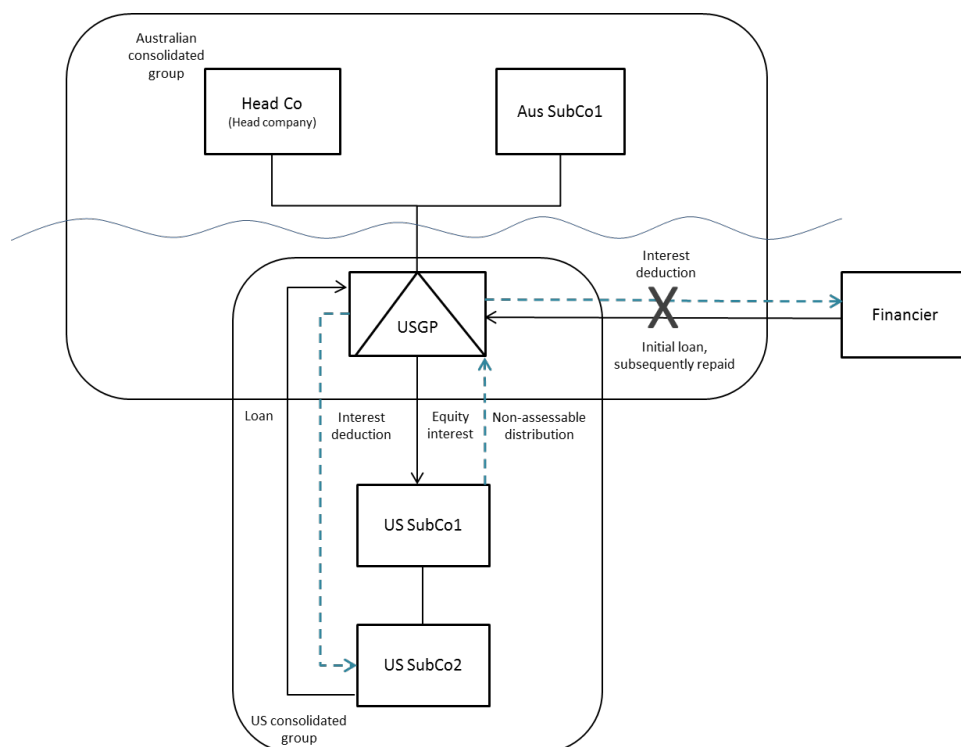 Australian
consolidated
group
Head Co
(Head company)
Aus SubCo1
Interest
deduction
USGP
Financier
Initial loan,
subsequently repaid
Loan
Interest
deduction
Equity
interest
Non-assessable
distribution
US SubCo1
US SubCo2
US consolidated
group